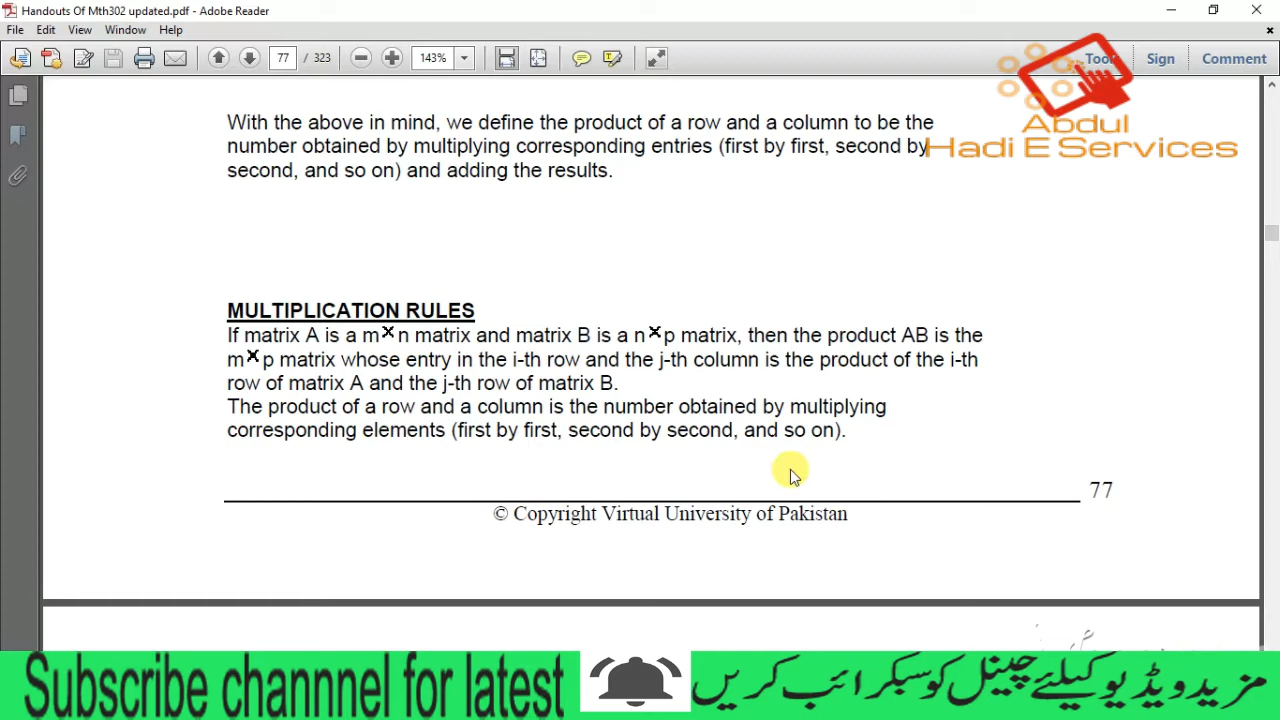 Handouts Of Mth302 updated.pdf - Adobe Reader
File Edit View Window Help
77 / 323 143% Tools Sign Comment
Abdul
Hadi E Services
With the above in mind, we define the product of a row and a column to be the
number obtained by multiplying corresponding entries (first by first, second by
second, and so on) and adding the results.
MULTIPLICATION RULES
If matrix A is a m×n matrix and matrix B is a n×p matrix, then the product AB is the
m×p matrix whose entry in the i-th row and the j-th column is the product of the i-th
row of matrix A and the j-th row of matrix B.
The product of a row and a column is the number obtained by multiplying
corresponding elements (first by first, second by second, and so on).
77
© Copyright Virtual University of Pakistan
Subscribe channnel for latest
مزید ویڈیو کیلئے چینل کو سبکرائب کریں